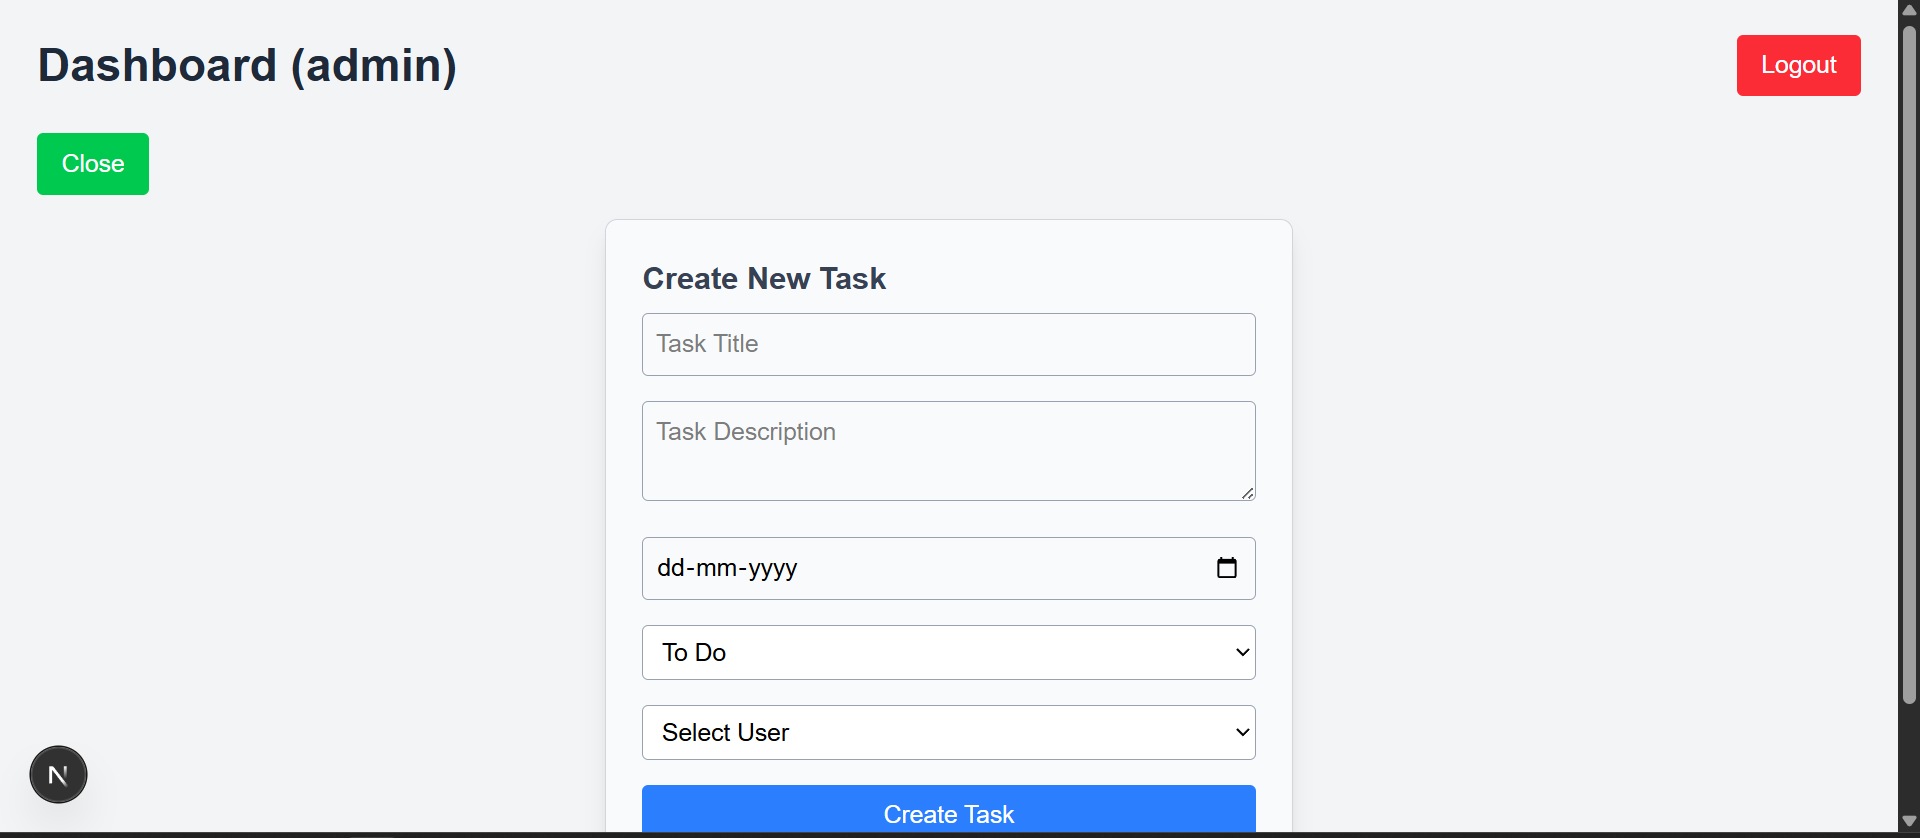 Dashboard (admin)
Logout
Close
Create New Task
Task Title
Task Description
dd-mm-yyyy
To Do
Select User
N
Create Task